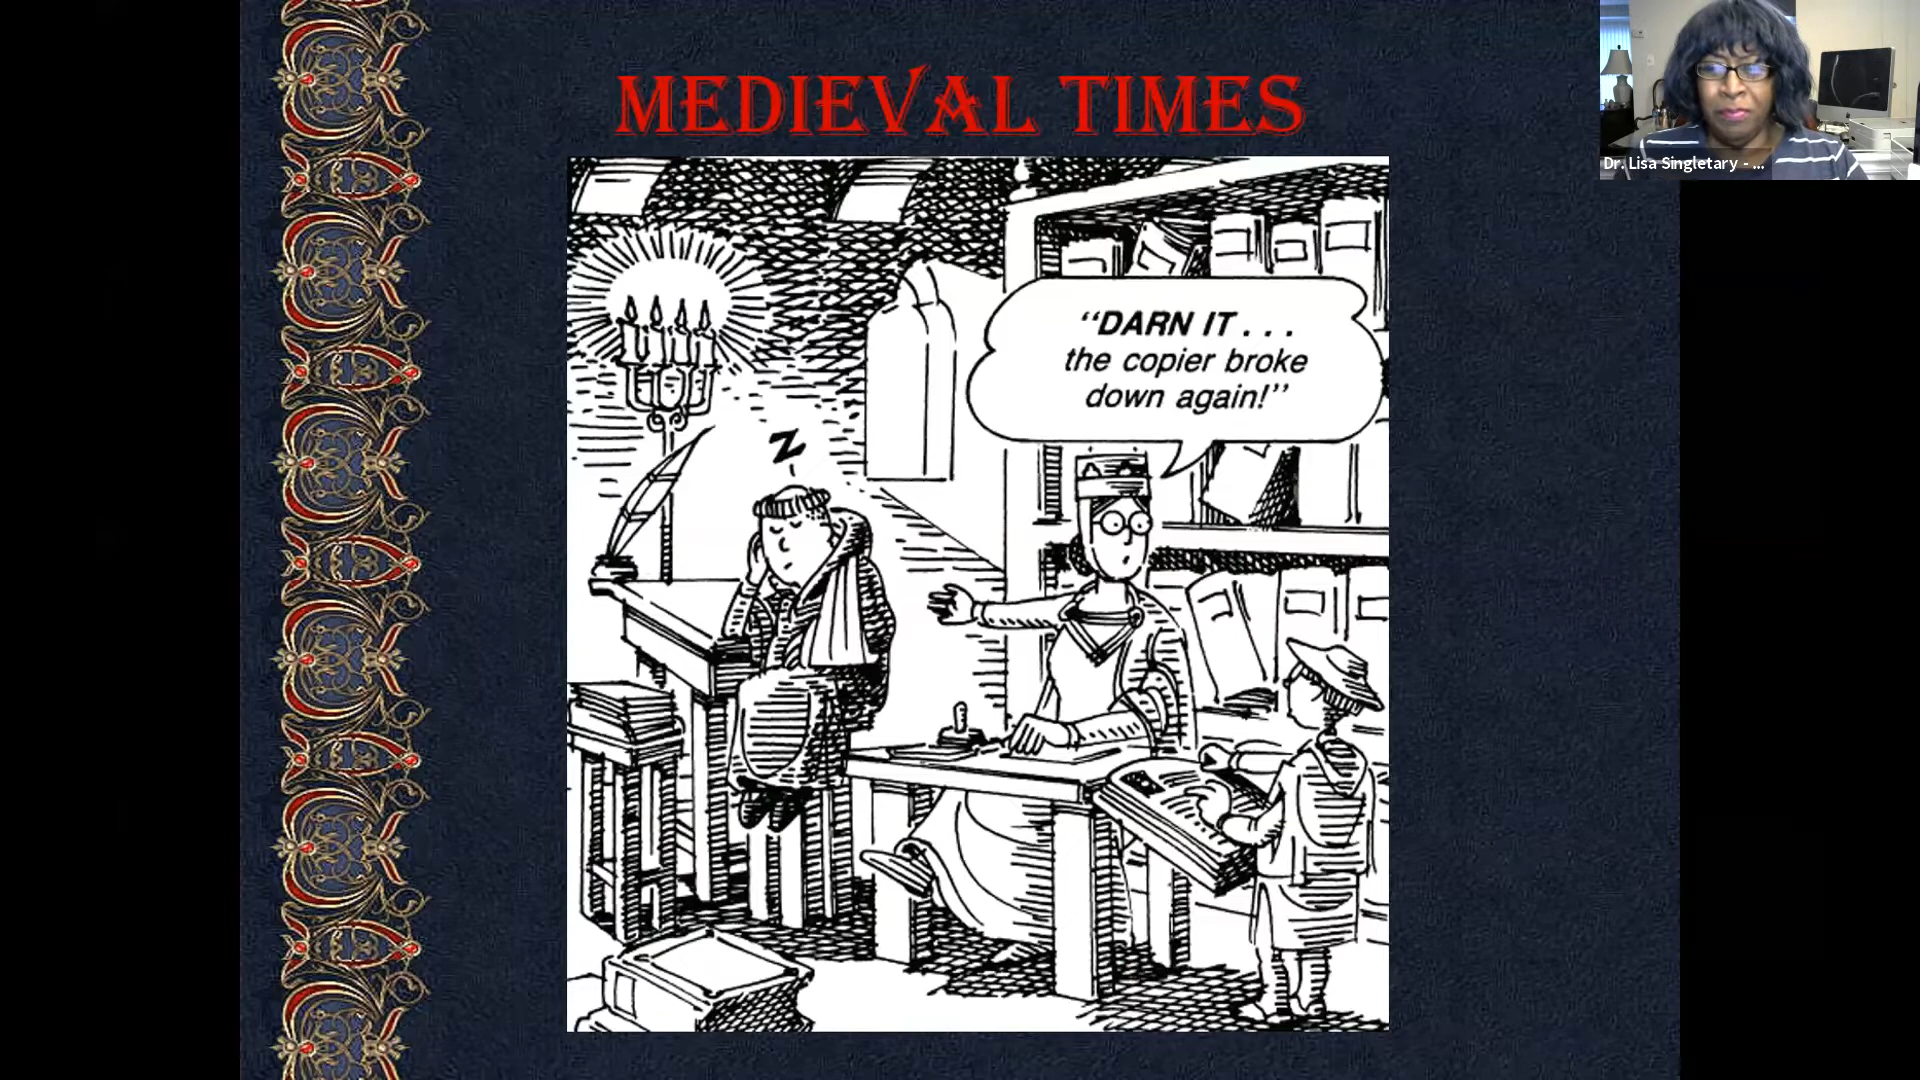 MEDIEVAL TIMES
Dr. Lisa Singletary - ...
“DARN IT . . .
the copier broke
down again!”
Z